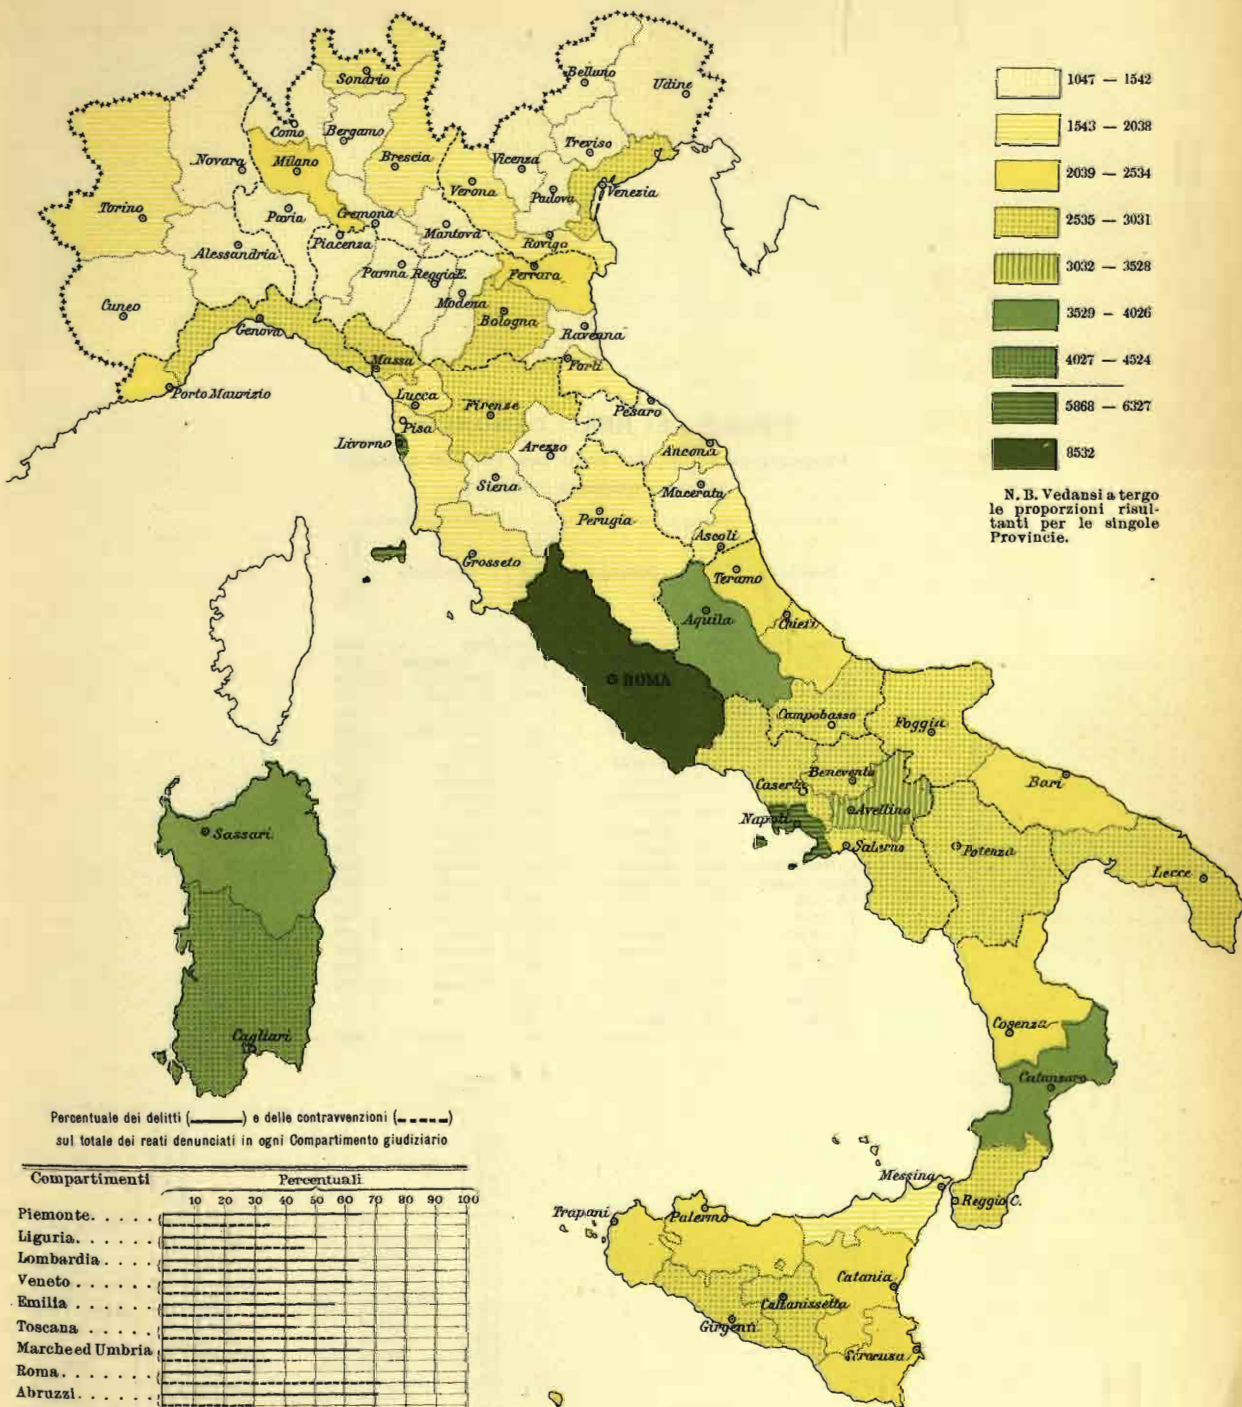 Sondrio
Belluno
Udine
1047 — 1542
Como
Bergamo
Treviso
1543 — 2038
Novara
Milano
Brescia
Vicenza
Verona
Padova
Venezia
2039 — 2534
Torino
Pavia
Cremona
Mantova
Rovigo
2535 — 3031
Alessandria
Piacenza
Parma
Reggio E.
Ferrara
3032 — 3528
Cuneo
Modena
Genova
Bologna
Ravenna
3529 — 4026
Massa
Forlì
4027 — 4524
Porto Maurizio
Lucca
Firenze
Pesaro
5868 — 6327
Pisa
Livorno
Arezzo
Ancona
8532
Siena
Macerata
N. B. Vedansi a tergo
le proporzioni risul-
tanti per le singole
Provincie.
Perugia
Ascoli
Grosseto
Teramo
Aquila
Chieti
ROMA
Campobasso
Foggia
Benevento
Caserta
Bari
Napoli
Avellino
Sassari
Salerno
Potenza
Lecce
Cosenza
Cagliari
Catanzaro
Percentuale dei delitti (———) e delle contravvenzioni (-----)
sul totale dei reati denunciati in ogni Compartimento giudiziario
Compartimenti Percentuali
10 20 30 40 50 60 70 80 90 100
Piemonte. . . . .
Liguria. . . . . .
Lombardia . . . .
Veneto . . . . . .
Emilia . . . . . .
Toscana . . . . .
Marche ed Umbria
Roma. . . . . . .
Abruzzi. . . . . .
Messina
Reggio C.
Trapani
Palermo
Catania
Caltanissetta
Girgenti
Siracusa